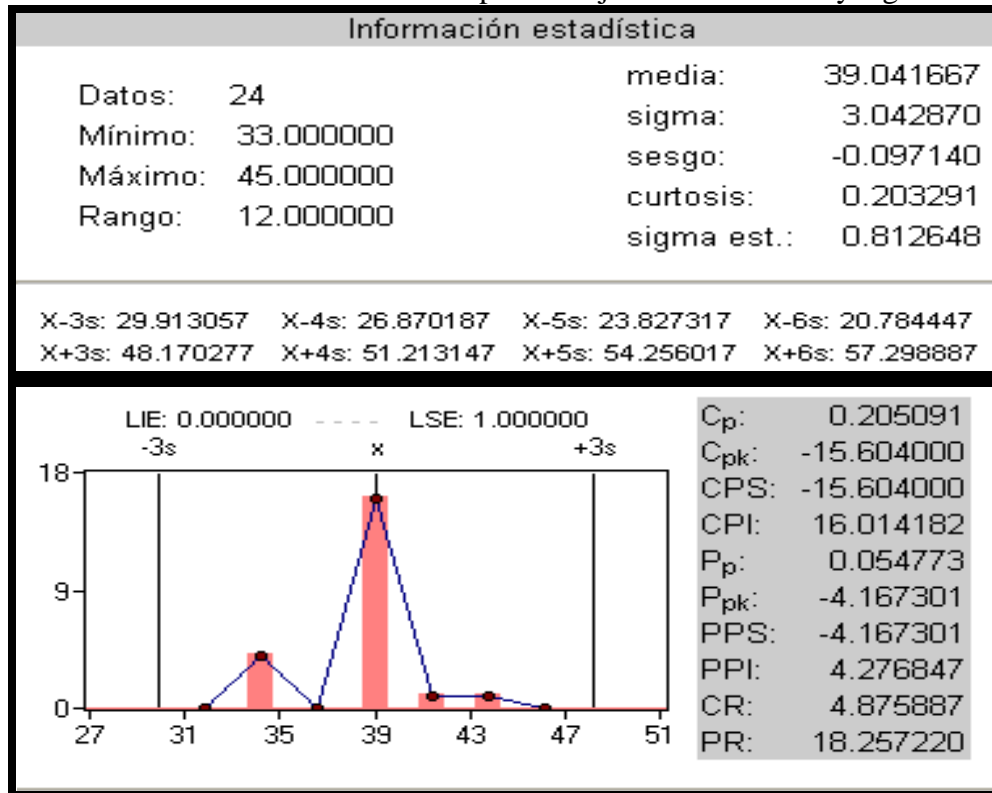 Información estadística
Datos: 24
Mínimo: 33.000000
Máximo: 45.000000
Rango: 12.000000
media: 39.041667
sigma: 3.042870
sesgo: -0.097140
curtosis: 0.203291
sigma est.: 0.812648
X-3s: 29.913057 X-4s: 26.870187 X-5s: 23.827317 X-6s: 20.784447
X+3s: 48.170277 X+4s: 51.213147 X+5s: 54.256017 X+6s: 57.298887
LIE: 0.000000 ---- LSE: 1.000000
-3s x +3s
18
9
0
27 31 35 39 43 47 51
Cp: 0.205091
Cpk: -15.604000
CPS: -15.604000
CPI: 16.014182
Pp: 0.054773
Ppk: -4.167301
PPS: -4.167301
PPI: 4.276847
CR: 4.875887
PR: 18.257220